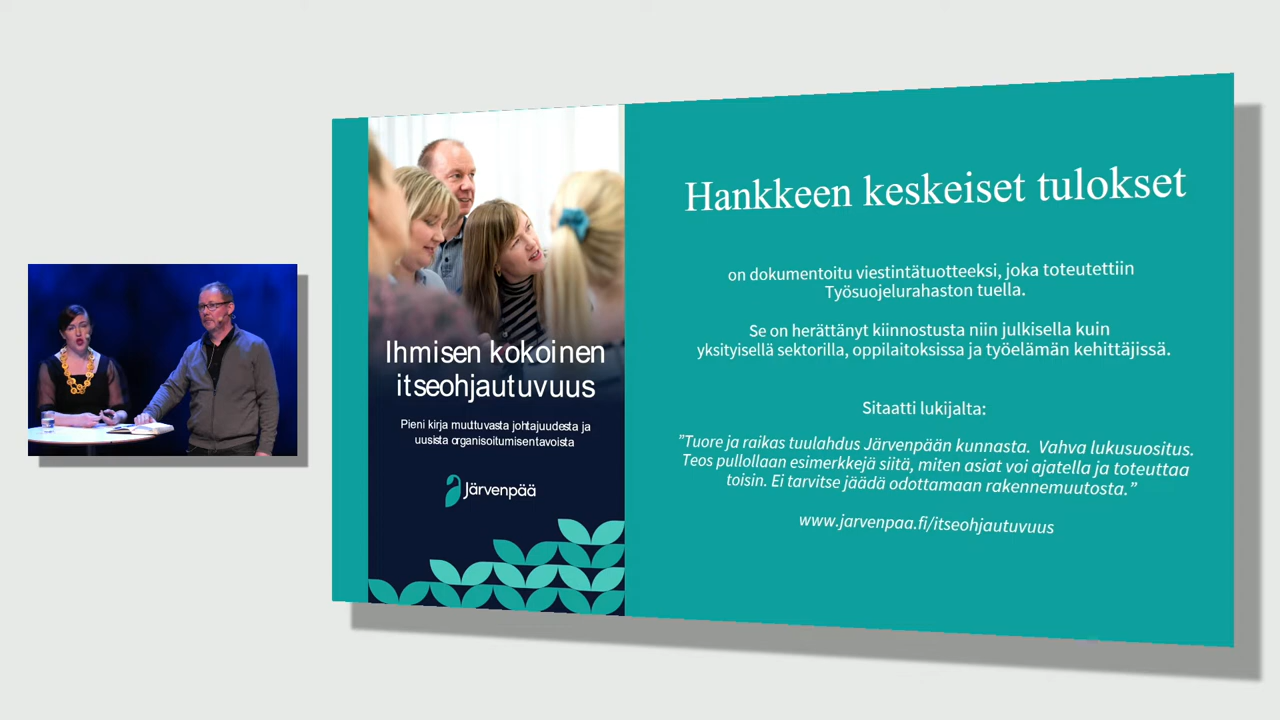 Ihmisen kokoinen
itseohjautuvuus
Pieni kirja muuttuvasta johtajuudesta ja
uusista organisoitumisentavoista
Järvenpää
Hankkeen keskeiset tulokset
on dokumentoitu viestintätuotteeksi, joka toteutettiin
Työsuojelurahaston tuella.
Se on herättänyt kiinnostusta niin julkisella kuin
yksityisellä sektorilla, oppilaitoksissa ja työelämän kehittäjissä.
Sitaatti lukijalta:
”Tuore ja raikas tuulahdus Järvenpään kunnasta. Vahva lukusuositus.
Teos pullollaan esimerkkejä siitä, miten asiat voi ajatella ja toteuttaa
toisin. Ei tarvitse jäädä odottamaan rakennemuutosta.”
www.jarvenpaa.fi/itseohjautuvuus